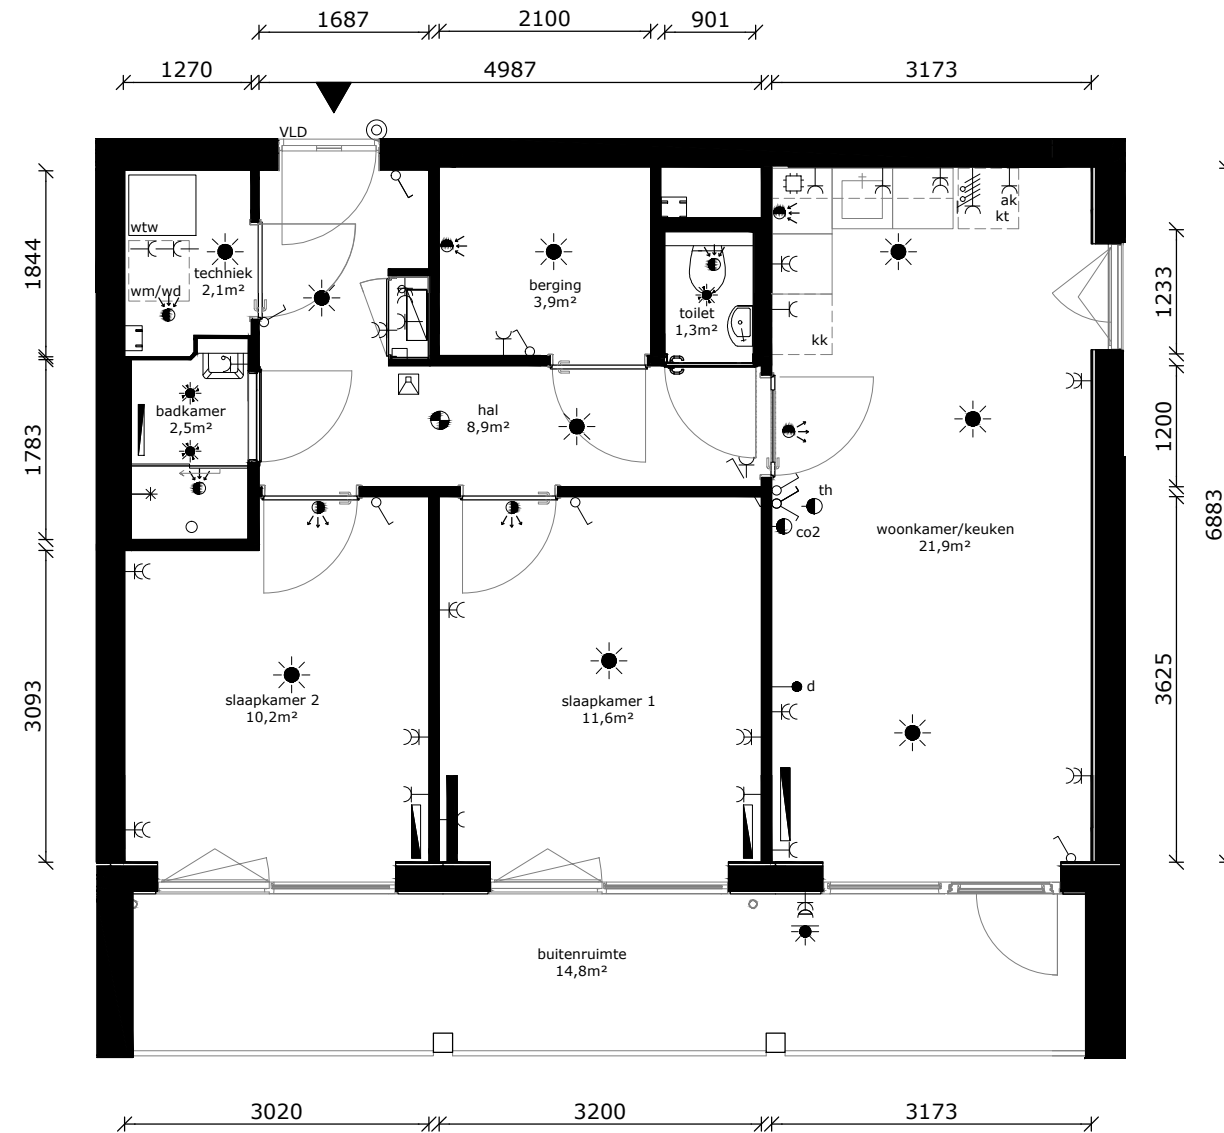 1687
2100
901
1270
4987
3173
VLD
wtw
techniek
2,1m²
wm/wd
berging
3,9m²
toilet
1,3m²
ak
kt
kk
1844
1233
badkamer
2,5m²
hal
8,9m²
1783
1200
6883
th
co2
woonkamer/keuken
21,9m²
slaapkamer 2
10,2m²
slaapkamer 1
11,6m²
d
3093
3625
buitenruimte
14,8m²
3020
3200
3173